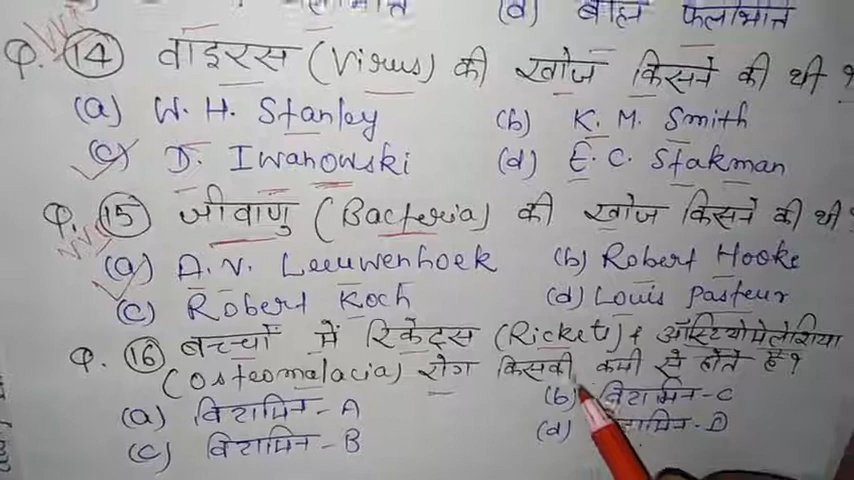 (d) बाह्य फलाभित्ति
Q. 14 वाइरस (Virus) की खोज किसने की थी ?
(a) W. H. Stanley (b) K. M. Smith
(c) D. Iwanowski (d) E. C. Stakman
Q. 15 जीवाणु (Bacteria) की खोज किसने की थी ?
(a) A. V. Leeuwenhoek (b) Robert Hooke
(c) Robert Koch (d) Louis Pasteur
Q. 16 बच्चों में रिकेट्स (Rickets) + ऑस्टियोमेलेशिया
(Osteomalacia) रोग किसकी कमी से होते है?
(a) विटामिन - A (b) विटामिन - C
(c) विटामिन - B (d) - D